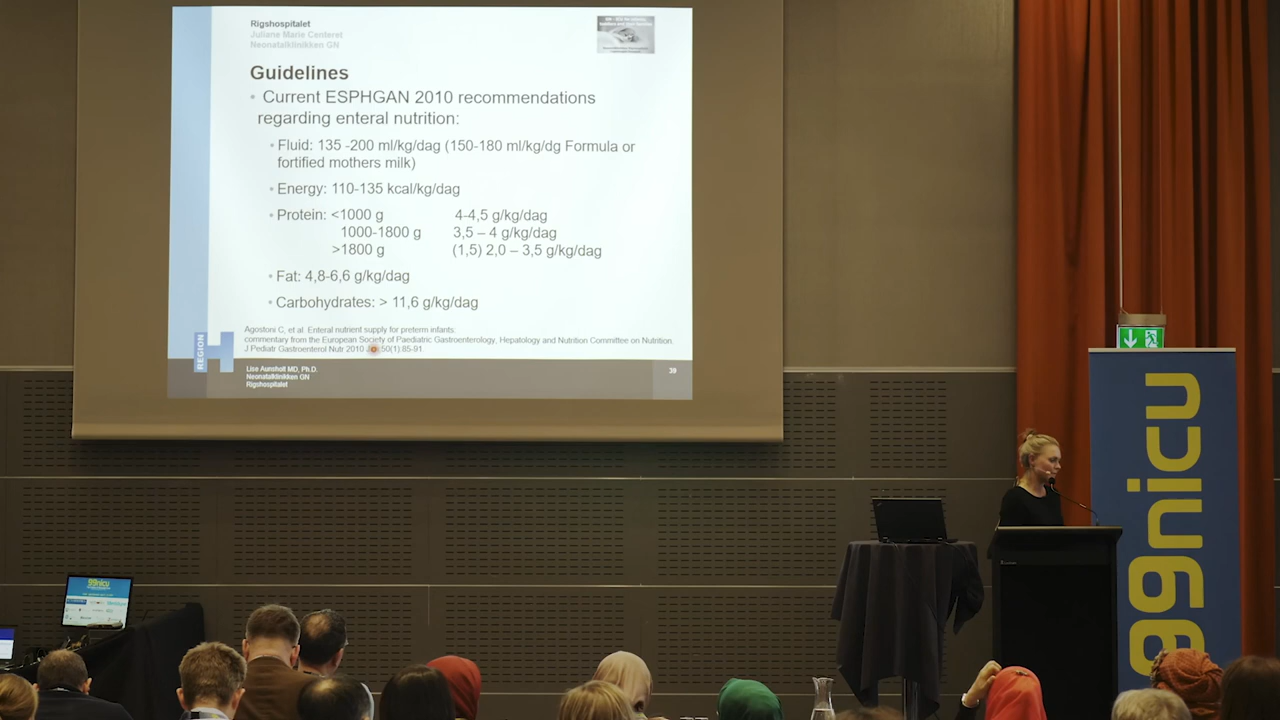 Rigshospitalet
Juliane Marie Centeret
Neonatalklinikken GN
Guidelines
• Current ESPHGAN 2010 recommendations
regarding enteral nutrition:
• Fluid: 135 -200 ml/kg/dag (150-180 ml/kg/dg Formula or
fortified mothers milk)
• Energy: 110-135 kcal/kg/dag
• Protein: <1000 g 4-4,5 g/kg/dag
1000-1800 g 3,5 – 4 g/kg/dag
>1800 g (1,5) 2,0 – 3,5 g/kg/dag
• Fat: 4,8-6,6 g/kg/dag
• Carbohydrates: > 11,6 g/kg/dag
Agostoni C, et al. Enteral nutrient supply for preterm infants:
commentary from the European Society of Paediatric Gastroenterology, Hepatology and Nutrition Committee on Nutrition.
J Pediatr Gastroenterol Nutr 2010 50(1):85-91.
REGION
H
Lise Aunsholt MD, Ph.D.
Neonatalklinikken GN
Rigshospitalet
39
99nicu
99nicu